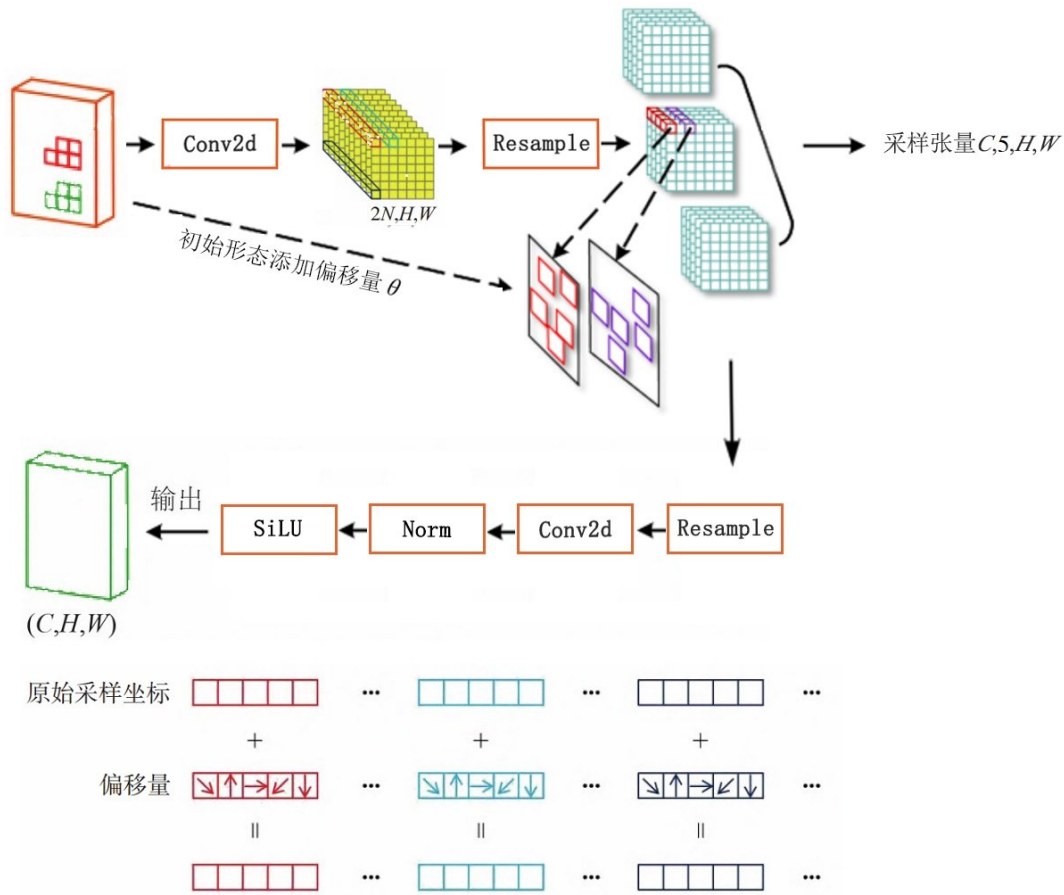 Conv2d
Resample
采样张量C,5,H,W
2N,H,W
初始形态添加偏移量θ
输出
SiLU
Norm
Conv2d
Resample
(C,H,W)
原始采样坐标 ... ... ...
+ + +
偏移量 ... ... ...
= = =
... ... ...